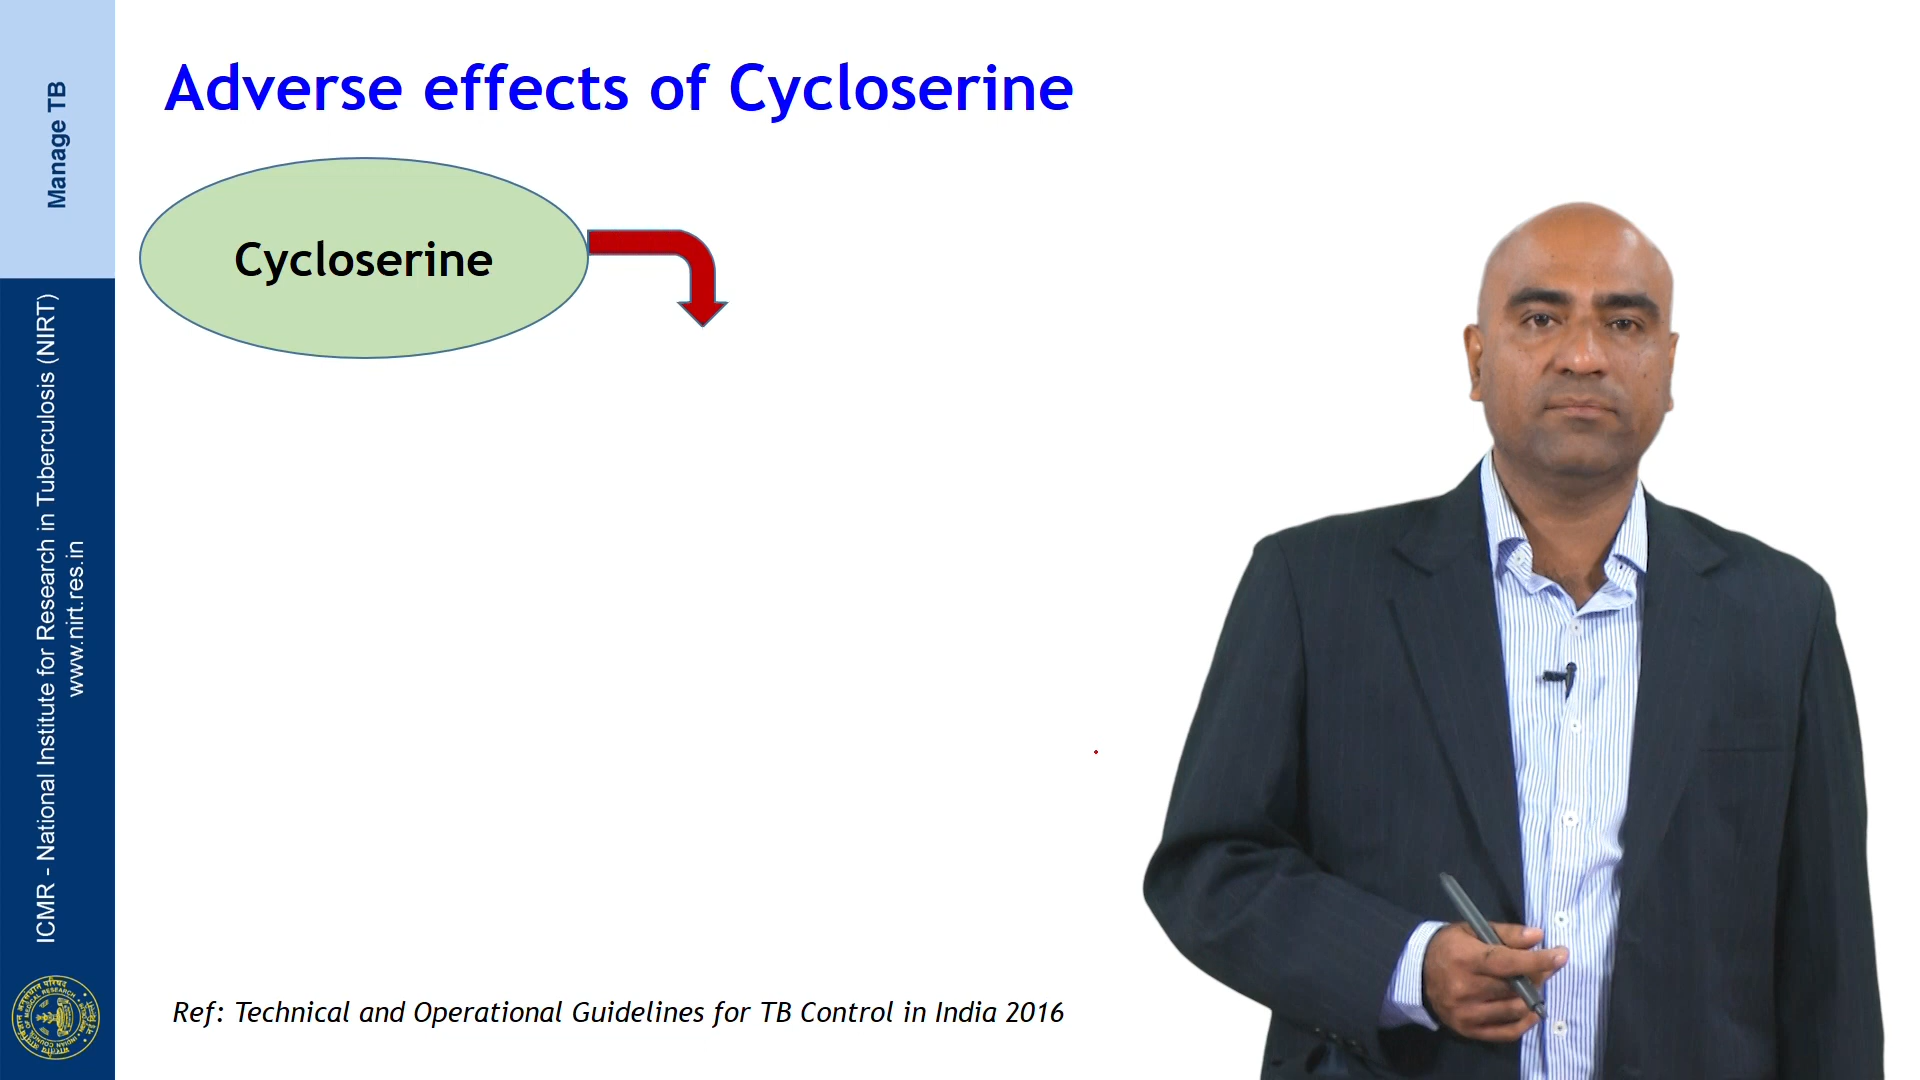 Adverse effects of Cycloserine
Cycloserine
Ref: Technical and Operational Guidelines for TB Control in India 2016
Manage TB
ICMR - National Institute for Research in Tuberculosis (NIRT)
www.nirt.res.in